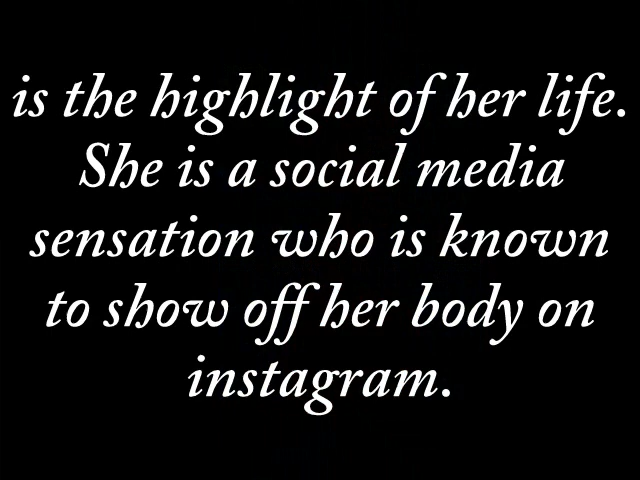 is the highlight of her life.
She is a social media
sensation who is known
to show off her body on
instagram.